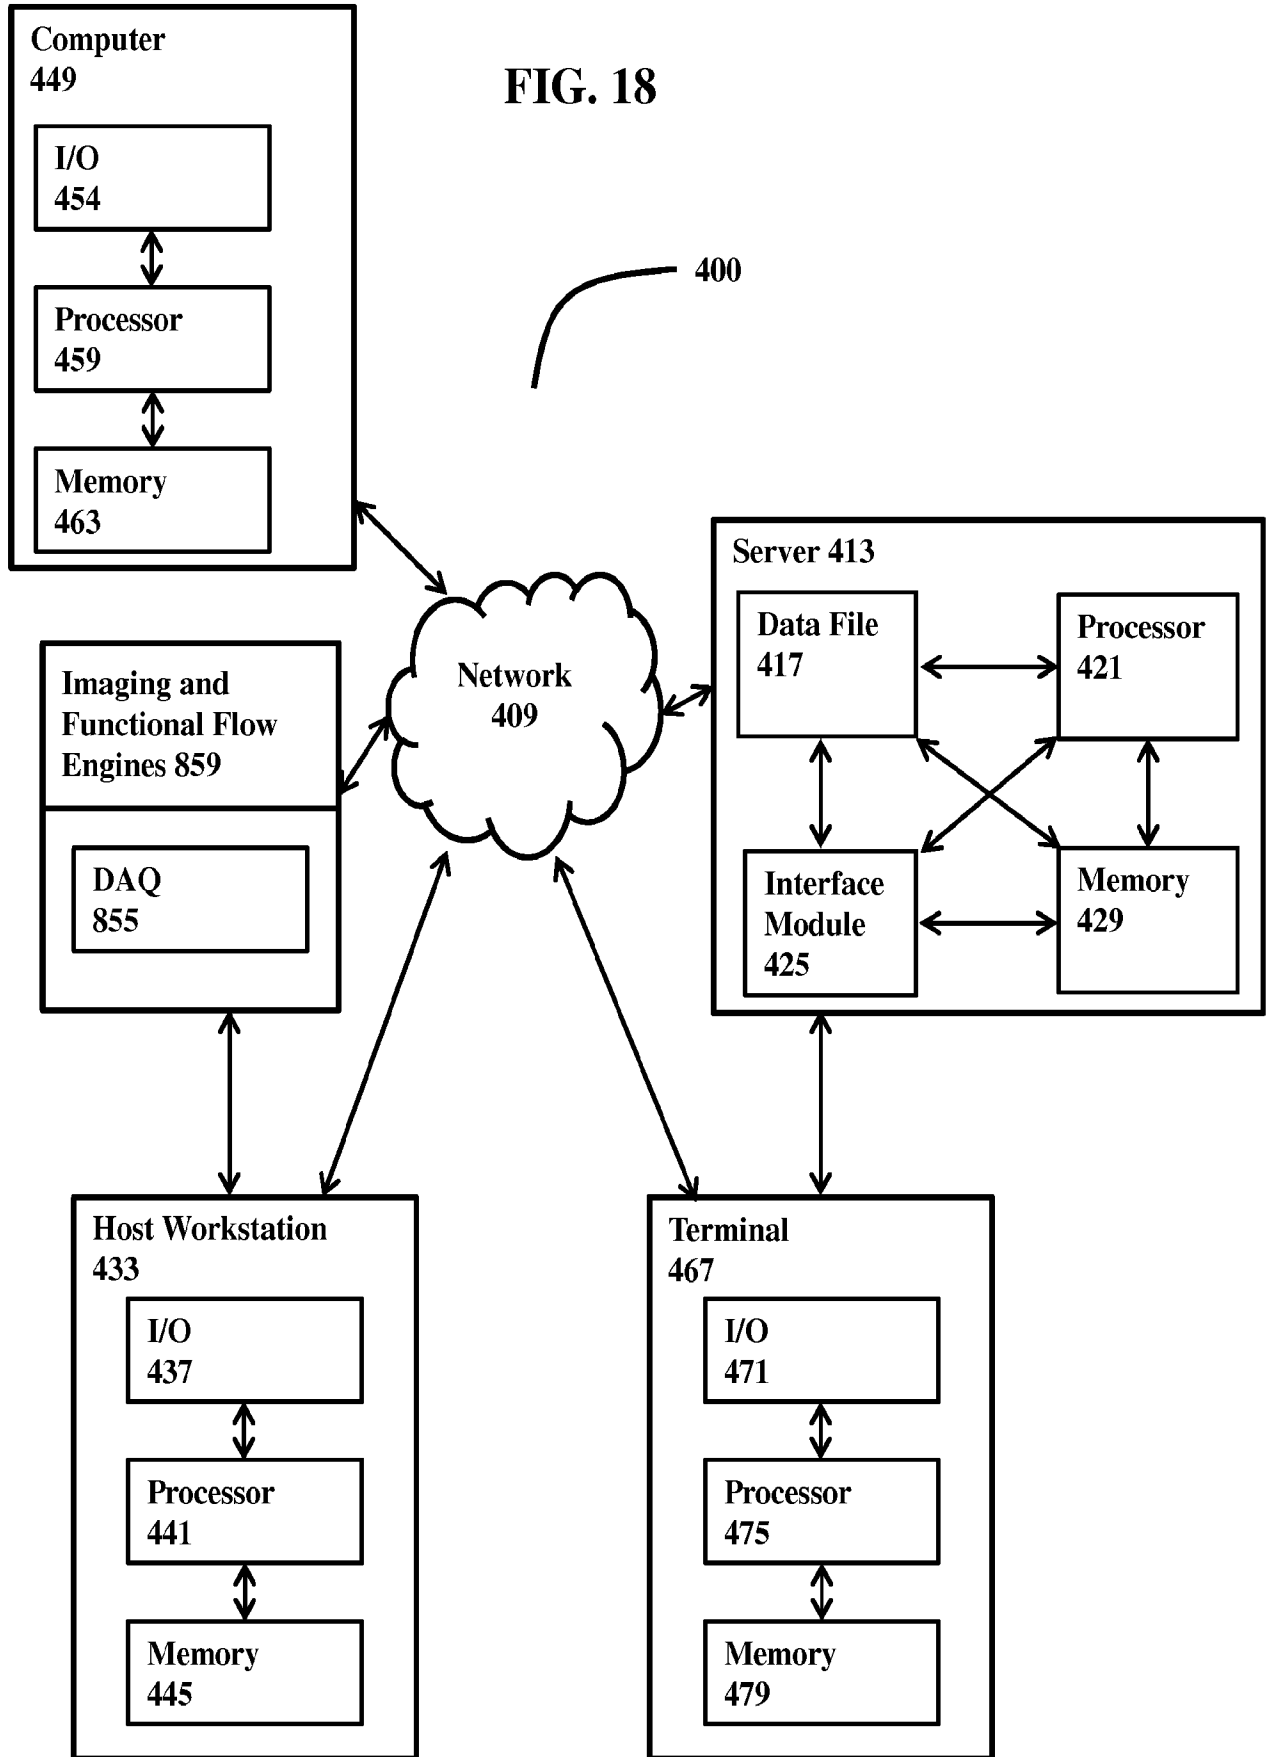 Computer
449
FIG. 18
I/O
454
Processor
459
Memory
463
400
Server 413
Data File
417
Processor
421
Interface
Module
425
Memory
429
Network
409
Imaging and
Functional Flow
Engines 859
DAQ
855
Host Workstation
433
I/O
437
Processor
441
Memory
445
Terminal
467
I/O
471
Processor
475
Memory
479